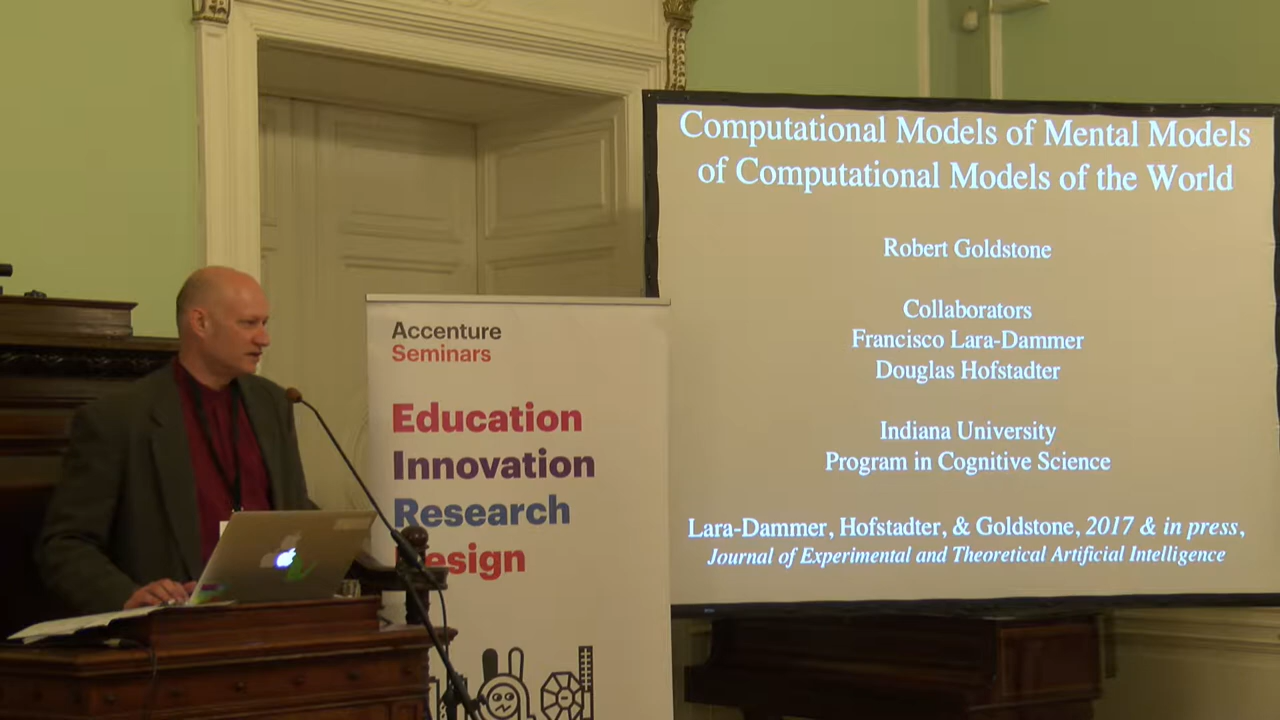 Computational Models of Mental Models
of Computational Models of the World
Robert Goldstone
Collaborators
Francisco Lara-Dammer
Douglas Hofstadter
Indiana University
Program in Cognitive Science
Lara-Dammer, Hofstadter, & Goldstone, 2017 & in press,
Journal of Experimental and Theoretical Artificial Intelligence
Accenture
Seminars
Education
Innovation
Research
Design